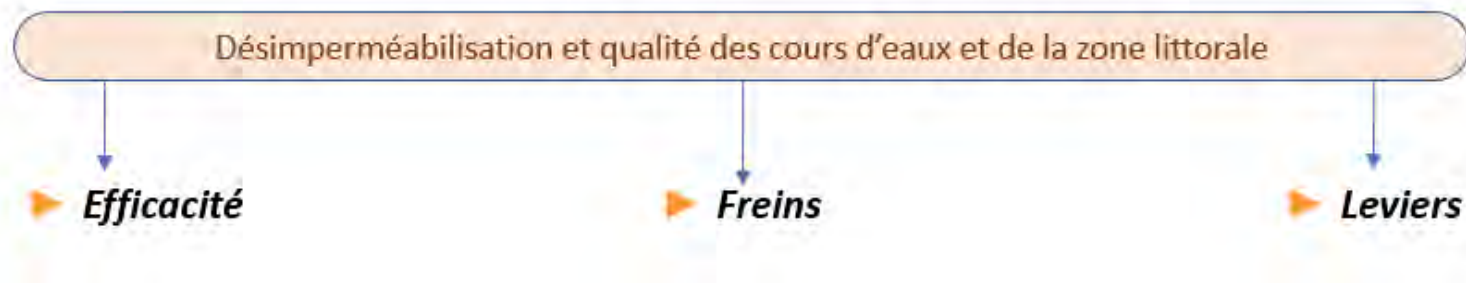 Désimperméabilisation et qualité des cours d'eaux et de la zone littorale
Efficacité
Freins
Leviers